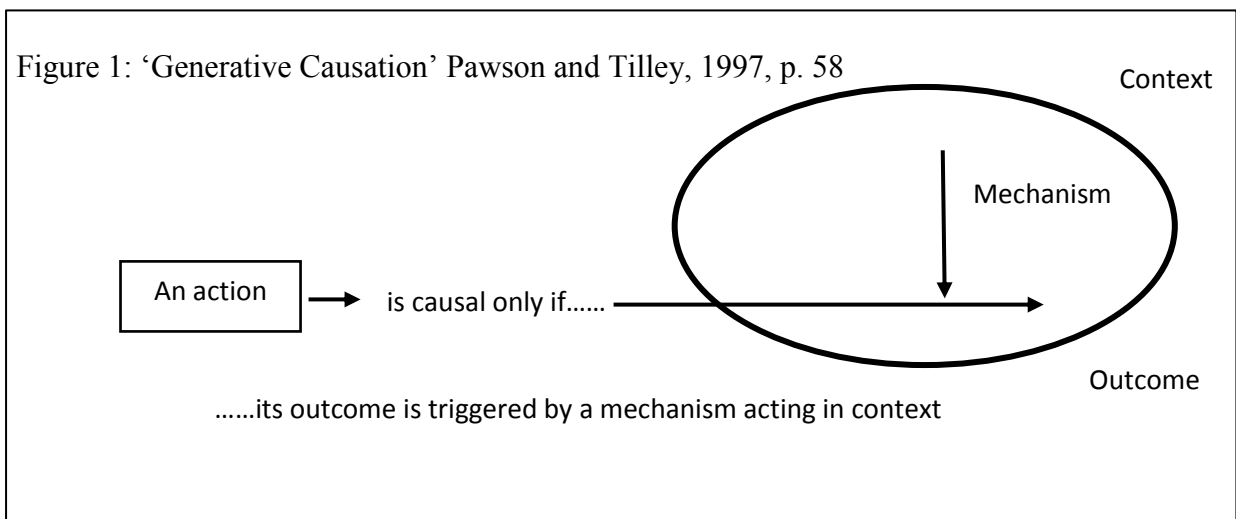 Figure 1: ‘Generative Causation’ Pawson and Tilley, 1997, p. 58
Context
Mechanism
An action
is causal only if……
Outcome
……its outcome is triggered by a mechanism acting in context